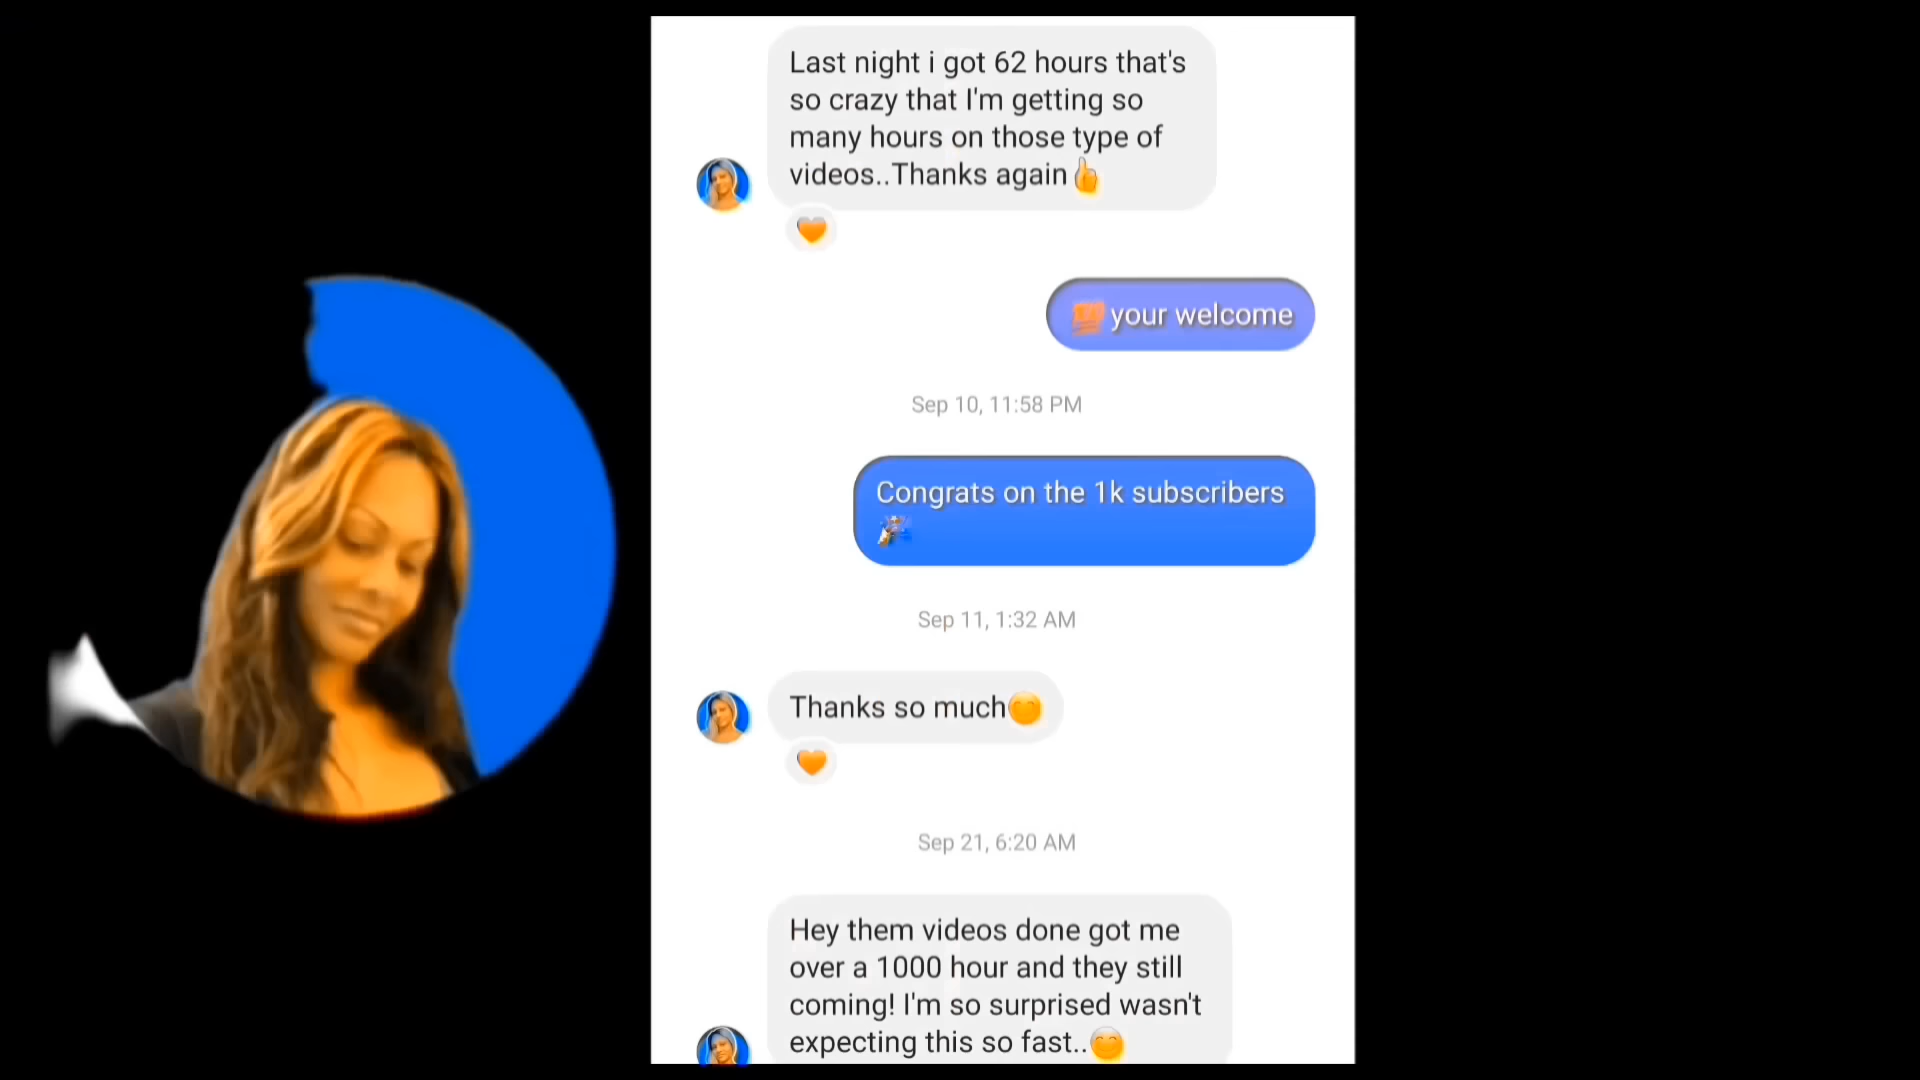 Last night i got 62 hours that's
so crazy that I'm getting so
many hours on those type of
videos..Thanks again👍
🧡
💯your welcome
Sep 10, 11:58 PM
Congrats on the 1k subscribers
🎉
Sep 11, 1:32 AM
Thanks so much😊
🧡
Sep 21, 6:20 AM
Hey them videos done got me
over a 1000 hour and they still
coming! I'm so surprised wasn't
expecting this so fast..😊